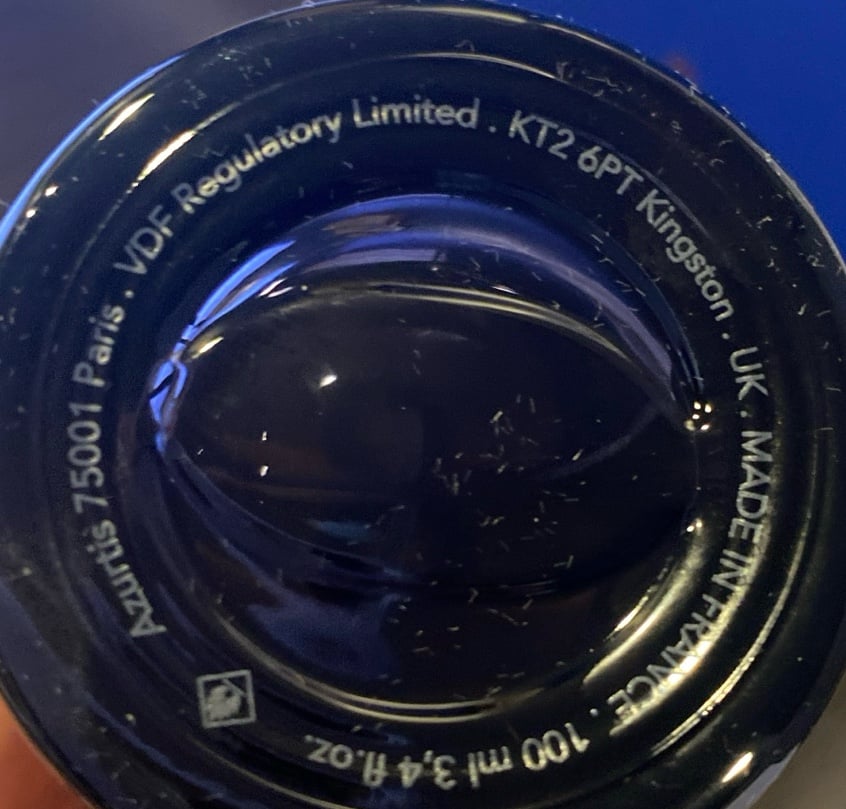 Azurtis 75001 Paris . VDF Regulatory Limited . KT2 6PT Kingston . UK . MADE IN FRANCE . 100 ml 3,4 fl.oz.